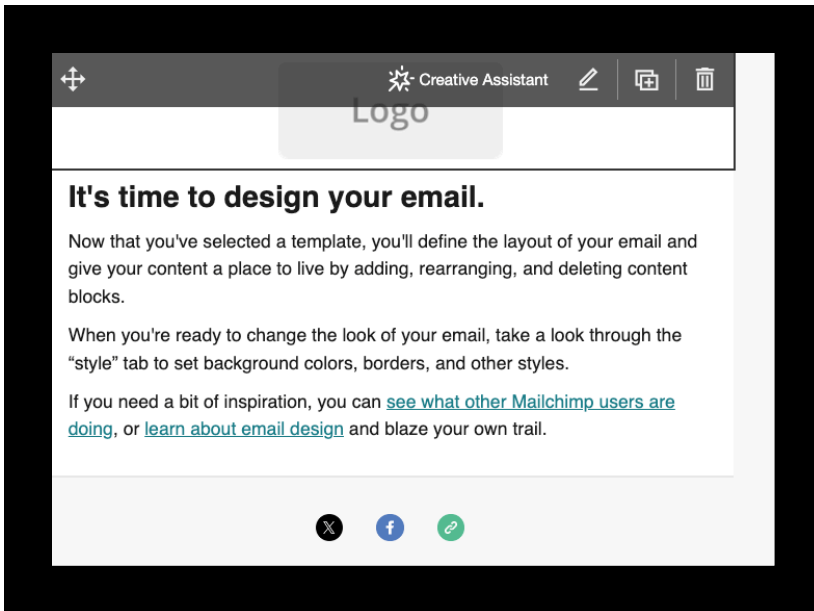 Creative Assistant
Logo
It's time to design your email.
Now that you've selected a template, you'll define the layout of your email and
give your content a place to live by adding, rearranging, and deleting content
blocks.
When you're ready to change the look of your email, take a look through the
“style” tab to set background colors, borders, and other styles.
If you need a bit of inspiration, you can see what other Mailchimp users are
doing, or learn about email design and blaze your own trail.